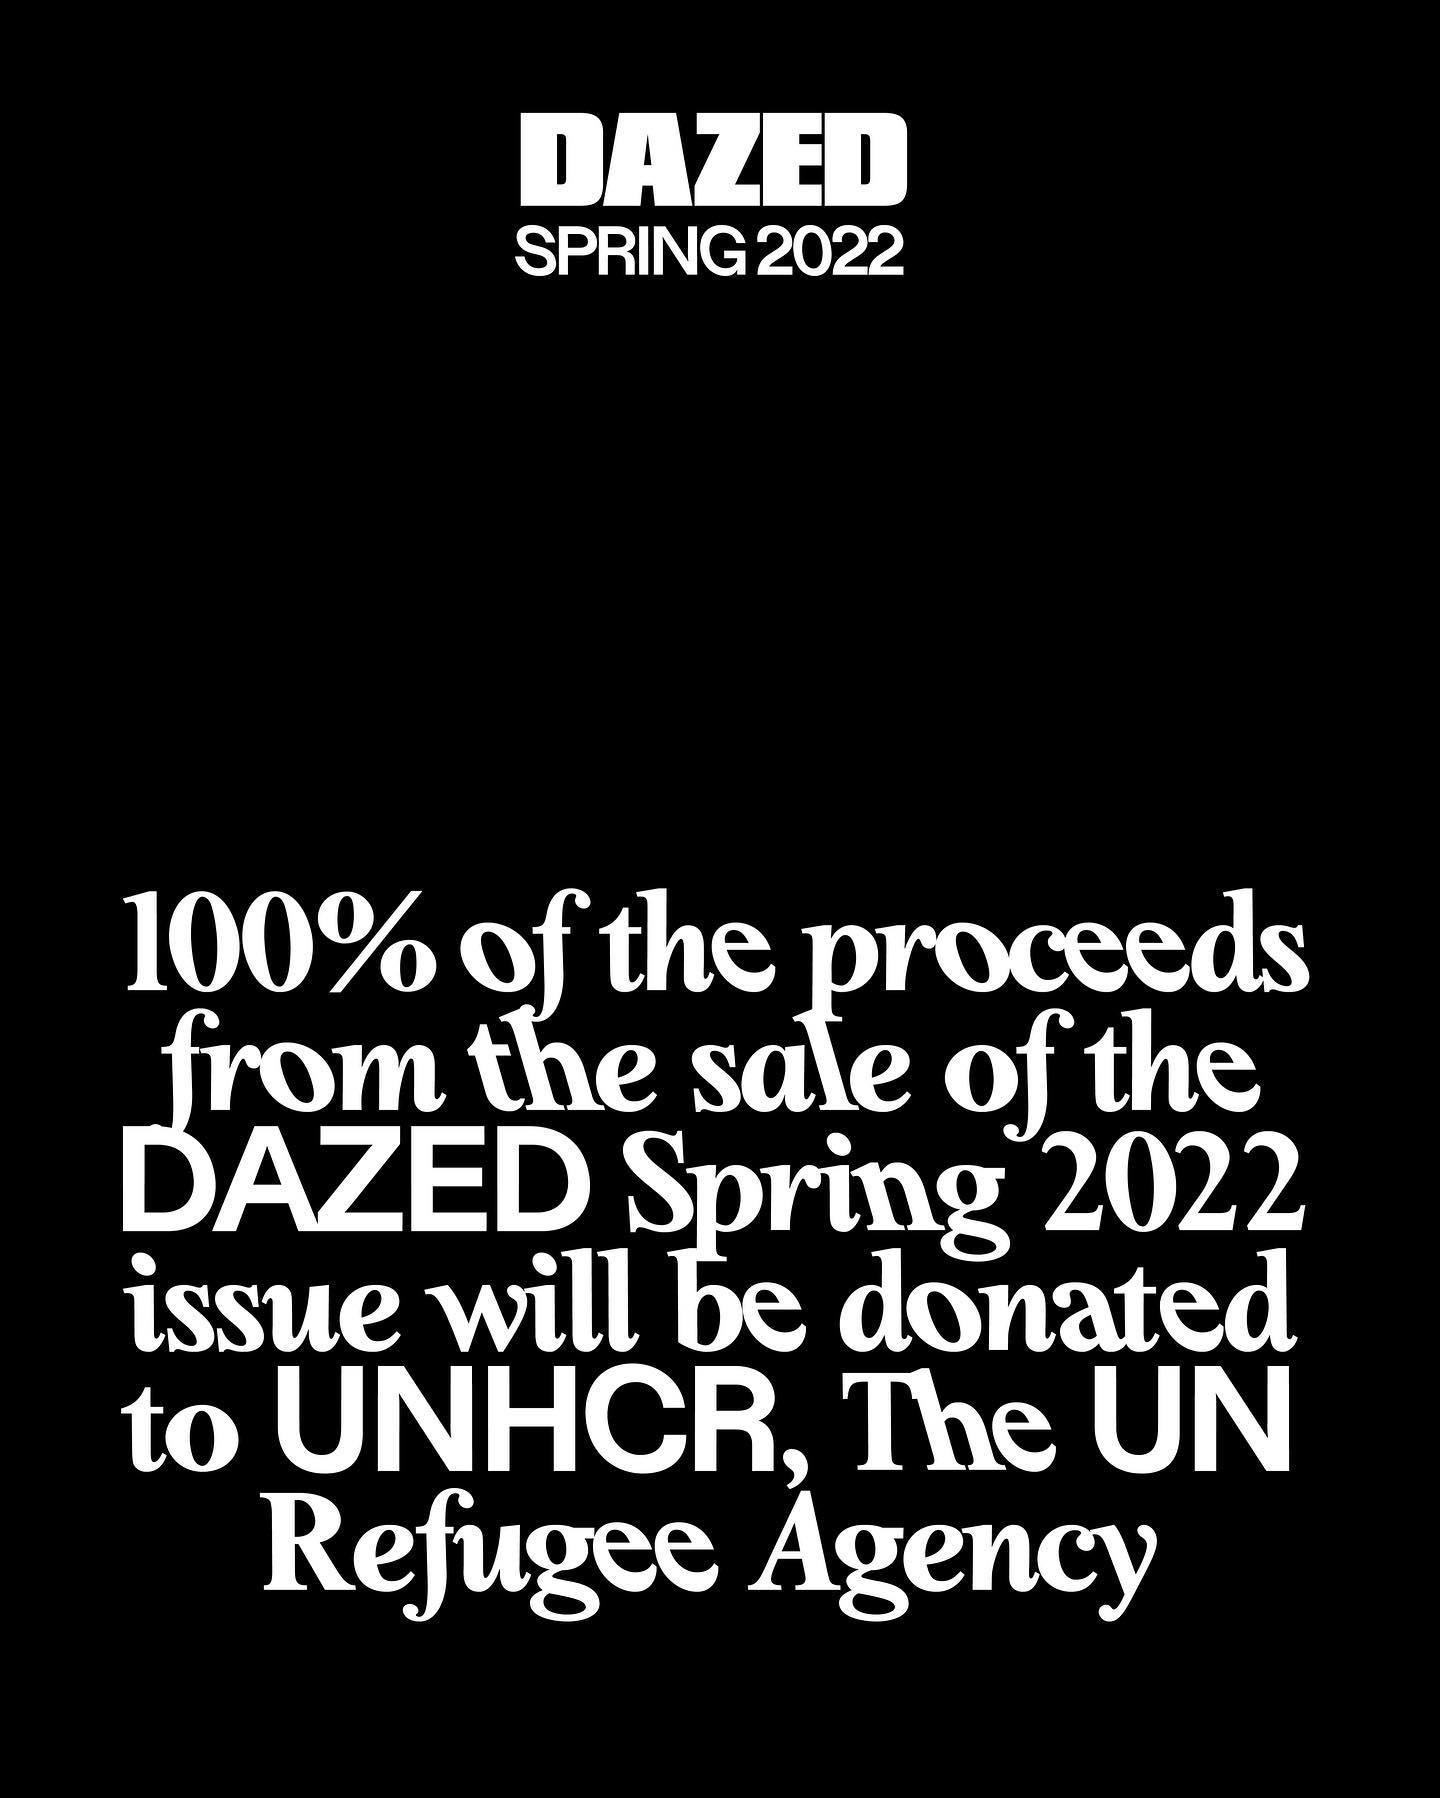 DAZED
SPRING 2022
100% of the proceeds
from the sale of the
DAZED Spring 2022
issue will be donated
to UNHCR, The UN
Refugee Agency